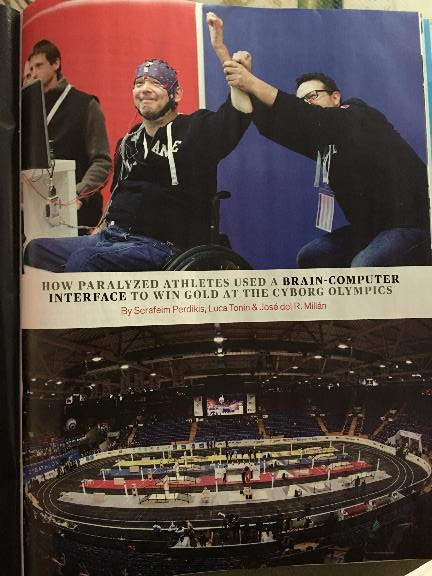 HOW PARALYZED ATHLETES USED A BRAIN-COMPUTER
INTERFACE TO WIN GOLD AT THE CYBORG OLYMPICS
By Serafeim Perdikis, Luca Tonin & José del R. Millán